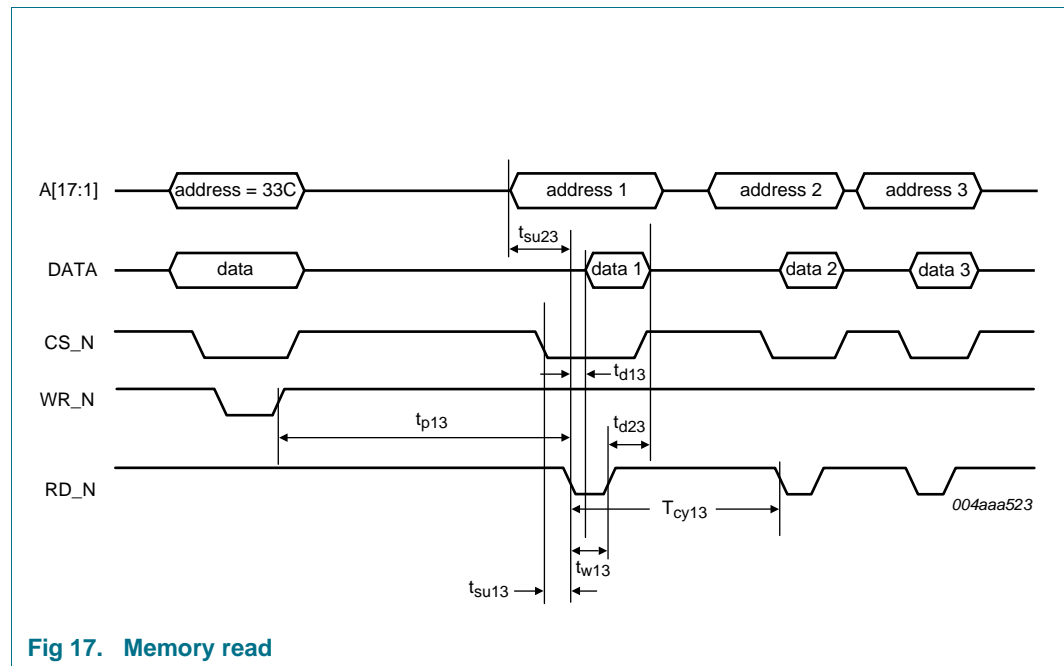 A[17:1]
address = 33C
address 1
address 2
address 3
tsu23
DATA
data
data 1
data 2
data 3
CS_N
td13
WR_N
tp13
td23
RD_N
004aaa523
Tcy13
tw13
tsu13
Fig 17. Memory read